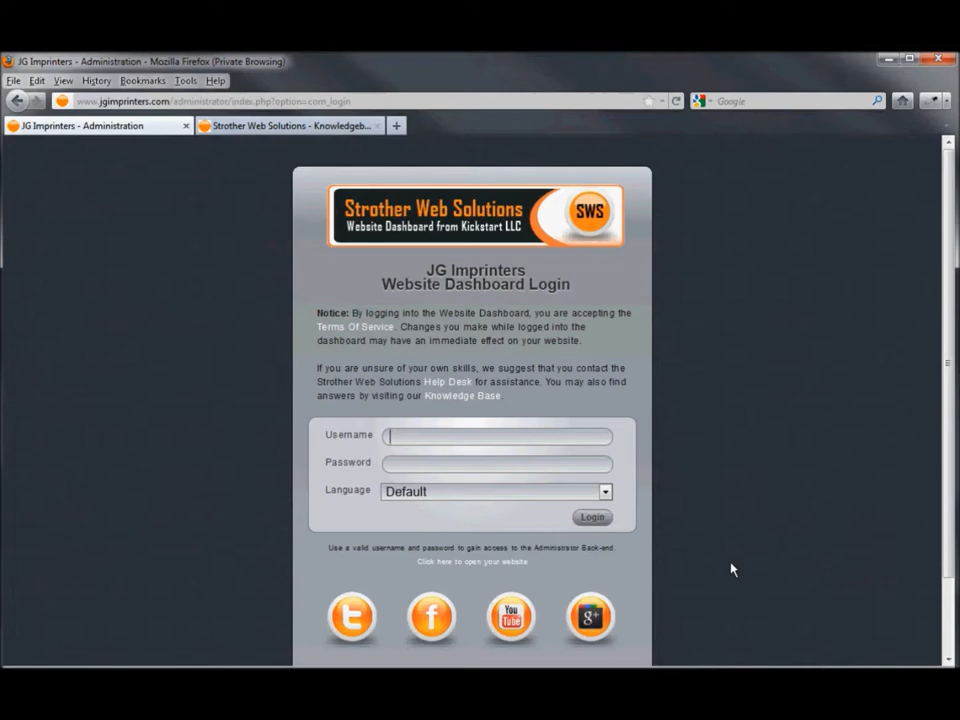 JG Imprinters - Administration - Mozilla Firefox (Private Browsing)
File Edit View History Bookmarks Tools Help
www.jgimprinters.com/administrator/index.php?option=com_login
Google
JG Imprinters - Administration
Strother Web Solutions - Knowledgeb...
Strother Web Solutions
Website Dashboard from Kickstart LLC
SWS
JG Imprinters
Website Dashboard Login
Notice: By logging into the Website Dashboard, you are accepting the
Terms Of Service. Changes you make while logged into the
dashboard may have an immediate effect on your website.
If you are unsure of your own skills, we suggest that you contact the
Strother Web Solutions Help Desk for assistance. You may also find
answers by visiting our Knowledge Base.
Username
Password
Language Default
Login
Use a valid username and password to gain access to the Administrator Back-end.
Click here to open your website
t f You Tube g+